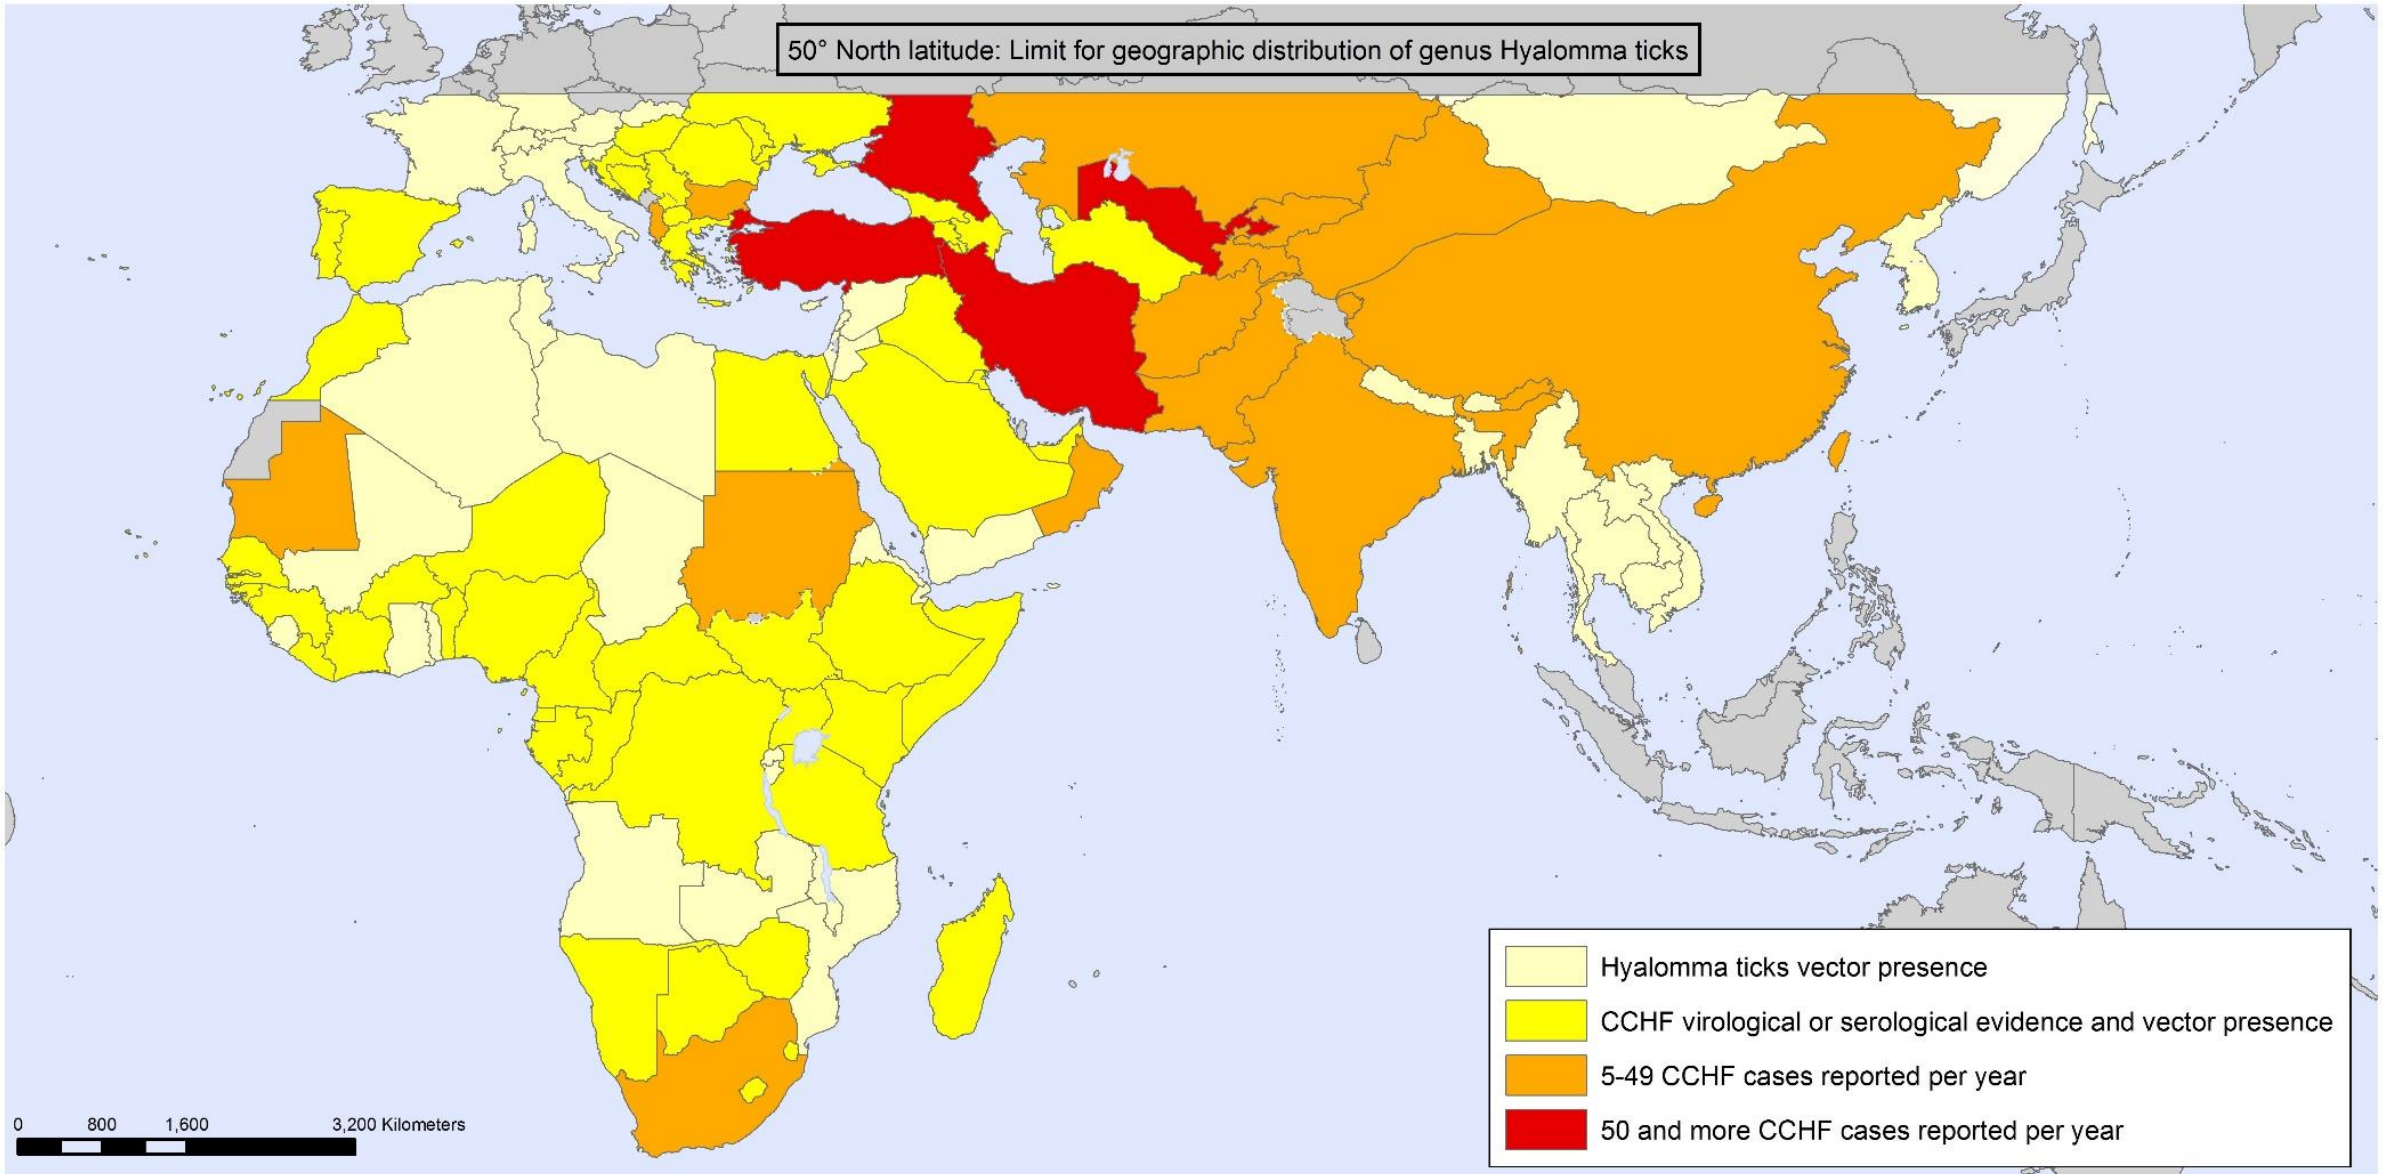 50° North latitude: Limit for geographic distribution of genus Hyalomma ticks
Hyalomma ticks vector presence
CCHF virological or serological evidence and vector presence
5-49 CCHF cases reported per year
50 and more CCHF cases reported per year
0 800 1,600 3,200 Kilometers